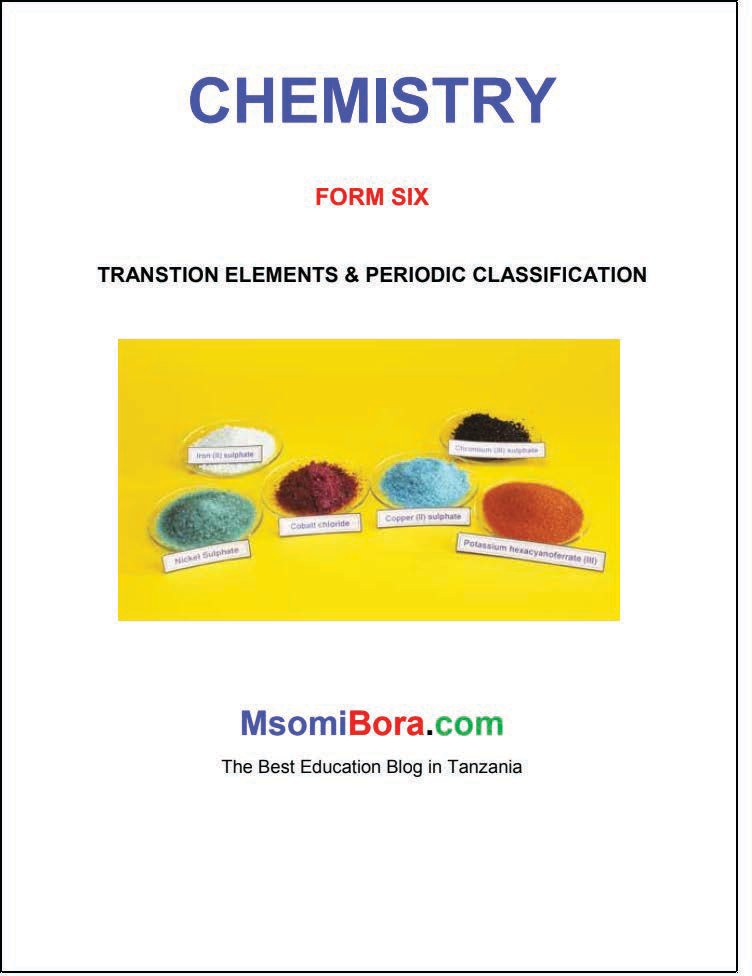 CHEMISTRY
FORM SIX
TRANSTION ELEMENTS & PERIODIC CLASSIFICATION
Iron (II) sulphate
Chromium (III) sulphate
Nickel Sulphate
Cobalt chloride
Copper (II) sulphate
Potassium hexacyanoferrate (III)
MsomiBora.com
The Best Education Blog in Tanzania